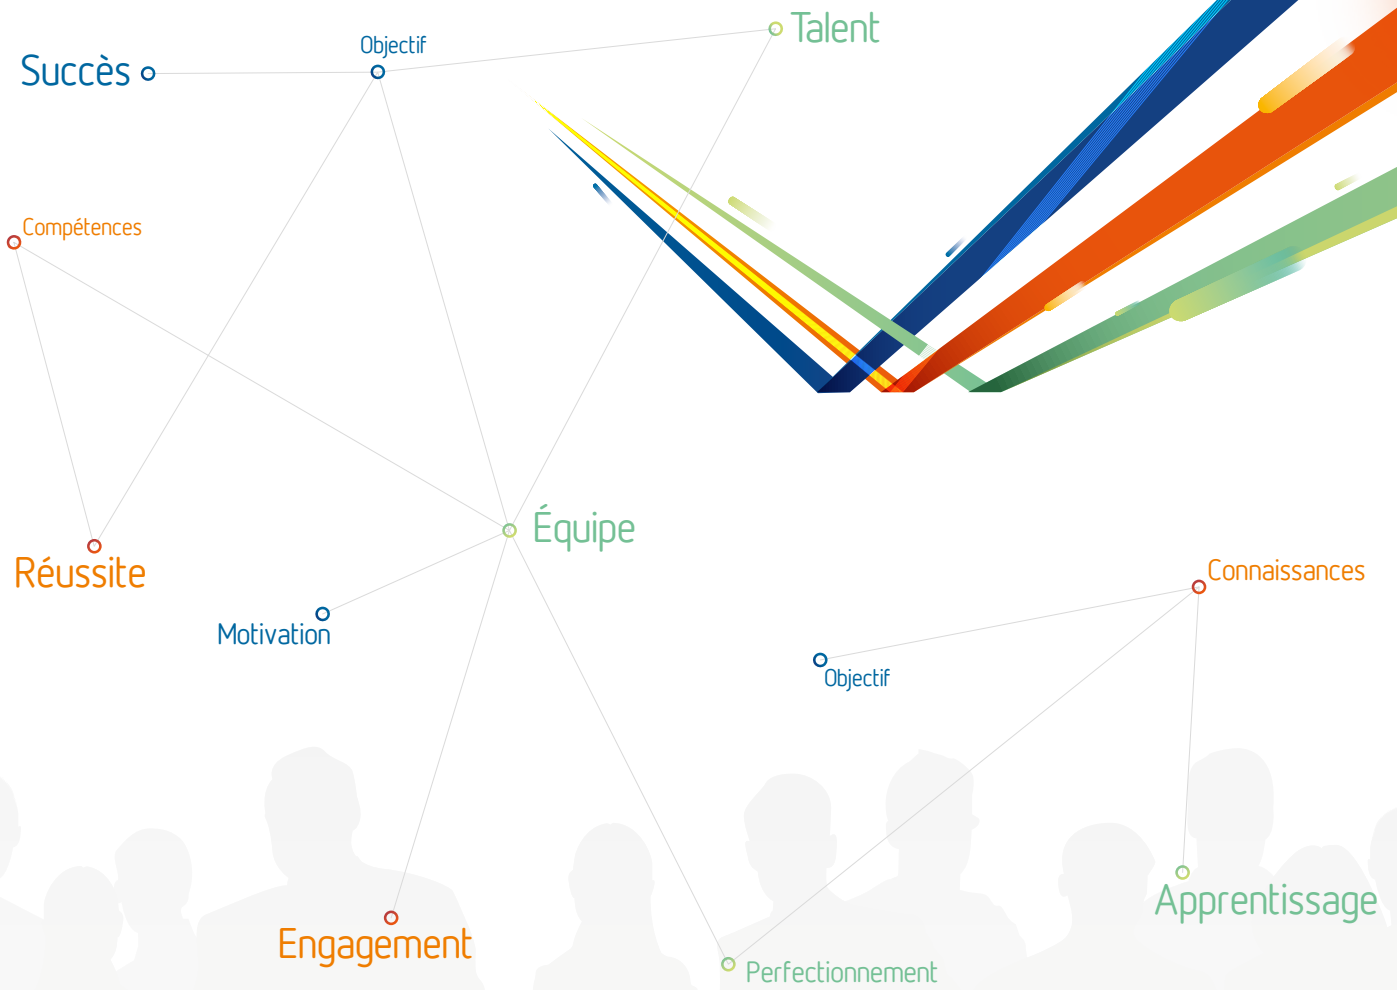 Talent
Objectif
Succès
Compétences
Équipe
Réussite
Connaissances
Motivation
Objectif
Apprentissage
Engagement
Perfectionnement